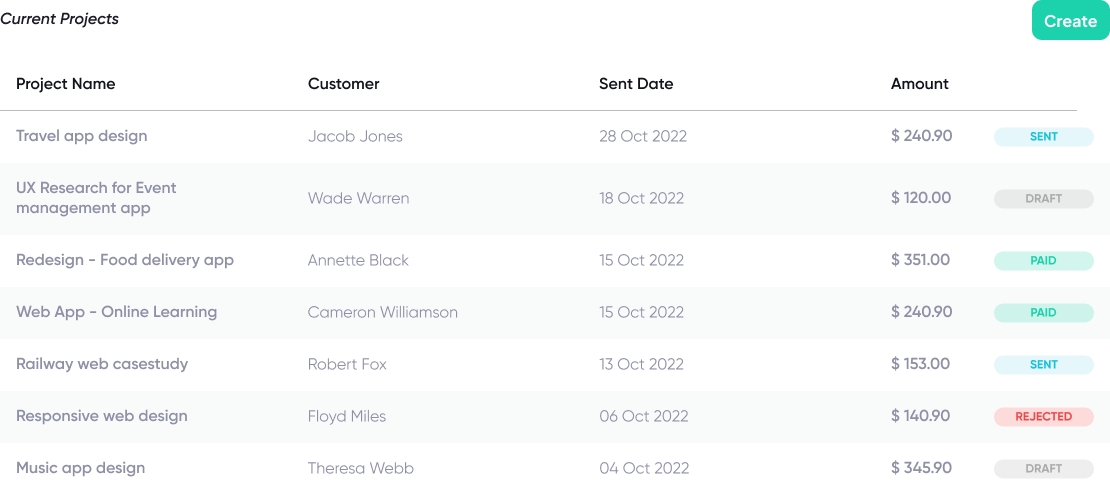 Current Projects
Create
Project Name Customer Sent Date Amount
Travel app design Jacob Jones 28 Oct 2022 $ 240.90 SENT
UX Research for Event
management app Wade Warren 18 Oct 2022 $ 120.00 DRAFT
Redesign - Food delivery app Annette Black 15 Oct 2022 $ 351.00 PAID
Web App - Online Learning Cameron Williamson 15 Oct 2022 $ 240.90 PAID
Railway web casestudy Robert Fox 13 Oct 2022 $ 153.00 SENT
Responsive web design Floyd Miles 06 Oct 2022 $ 140.90 REJECTED
Music app design Theresa Webb 04 Oct 2022 $ 345.90 DRAFT